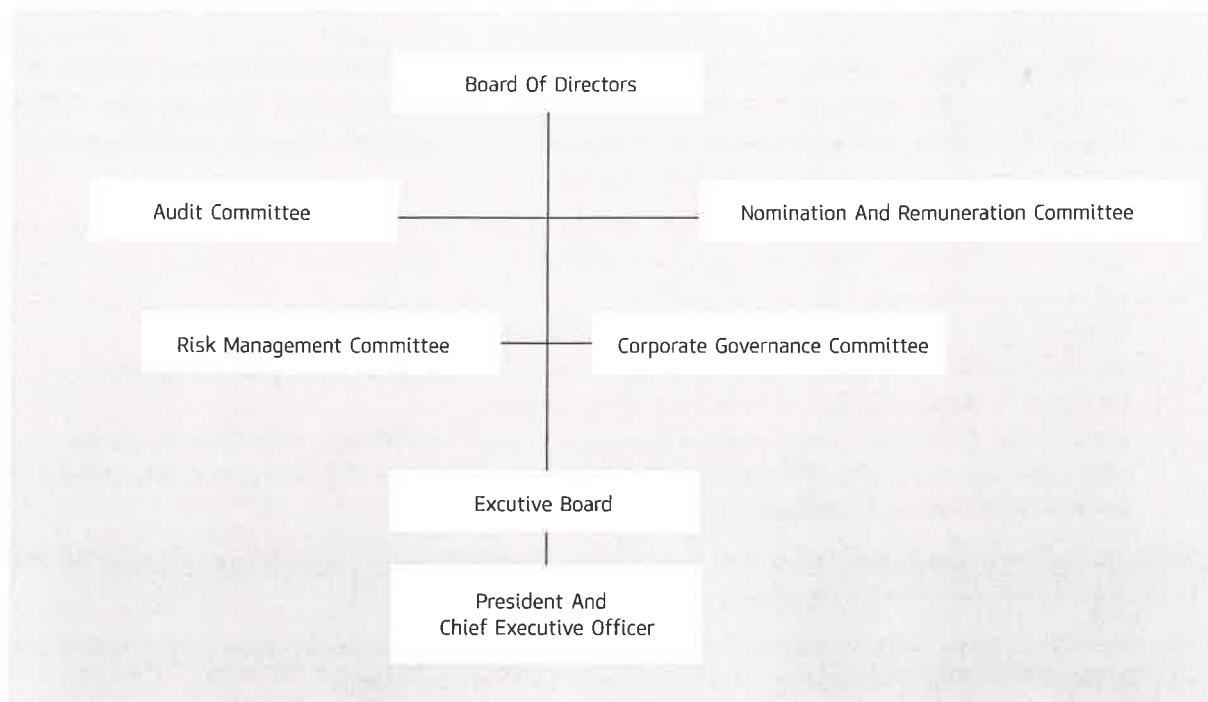 Board Of Directors
Audit Committee
Nomination And Remuneration Committee
Risk Management Committee
Corporate Governance Committee
Excutive Board
President And
Chief Executive Officer